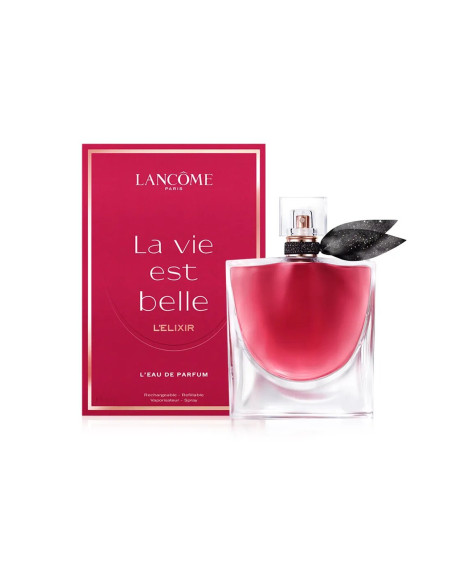 LANCÔME
PARIS
La vie
est
belle
L'ELIXIR
L'EAU DE PARFUM
Rechargeable - Refillable
Vaporisateur - Spray